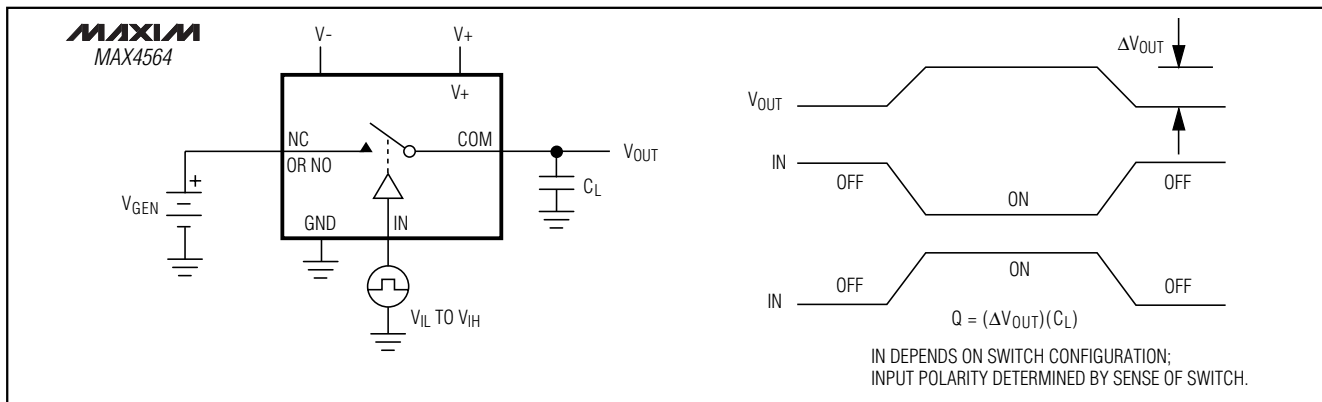 MAXIM
MAX4564
V-
V+
V+
NC
OR NO
COM
VOUT
CL
VGEN
+
GND
IN
VIL TO VIH
ΔVOUT
VOUT
IN
OFF
ON
OFF
IN
OFF
ON
OFF
Q = (ΔVOUT)(CL)
IN DEPENDS ON SWITCH CONFIGURATION;
INPUT POLARITY DETERMINED BY SENSE OF SWITCH.